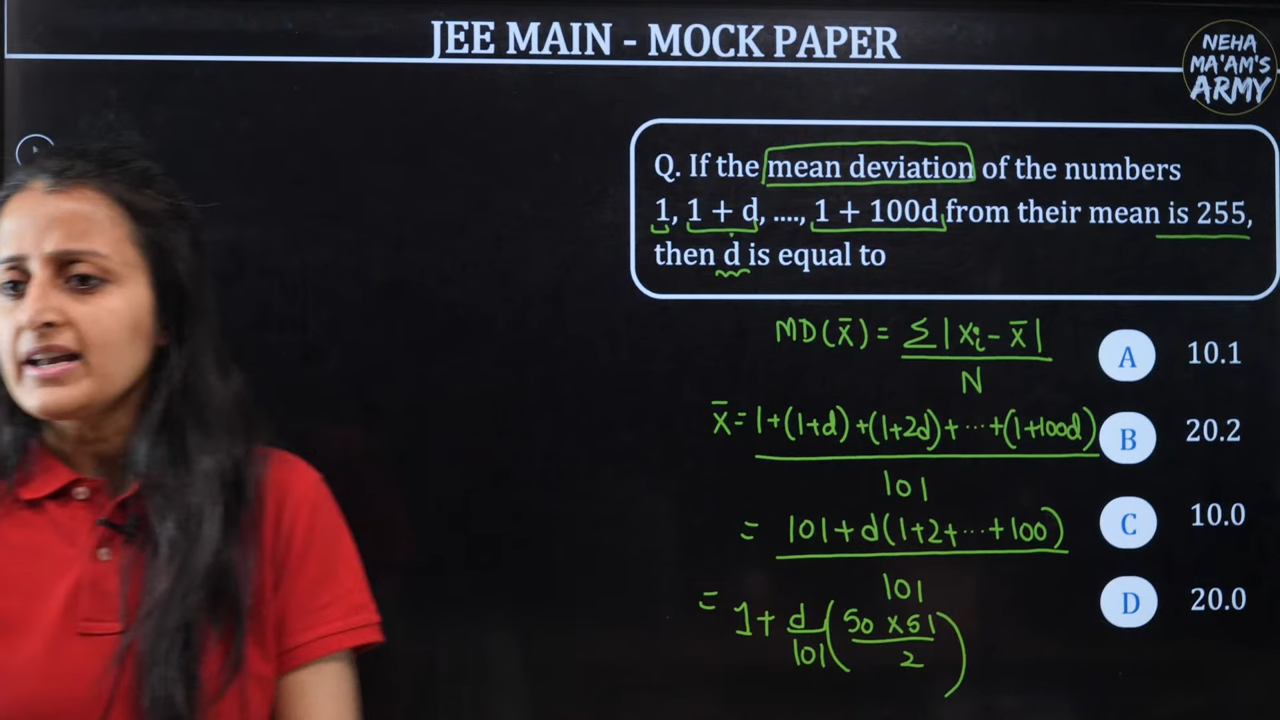 JEE MAIN - MOCK PAPER
NEHA
MA'AM'S
ARMY
Q. If the mean deviation of the numbers
1, 1 + d, ...., 1 + 100d from their mean is 255,
then d is equal to
MD(x̄) = Σ|xi - x̄|
N
A 10.1
x̄ = 1+(1+d)+(1+2d)+...+(1+100d)
101
B 20.2
= 101+d(1+2+...+100)
101
C 10.0
= 1+ d/101 (50 x 51/2)
D 20.0